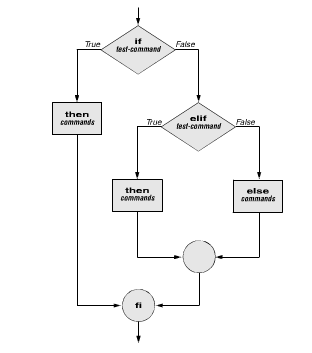 if
True
test-command
False
then
commands
True
elif
test-command
False
then
commands
else
commands
fi